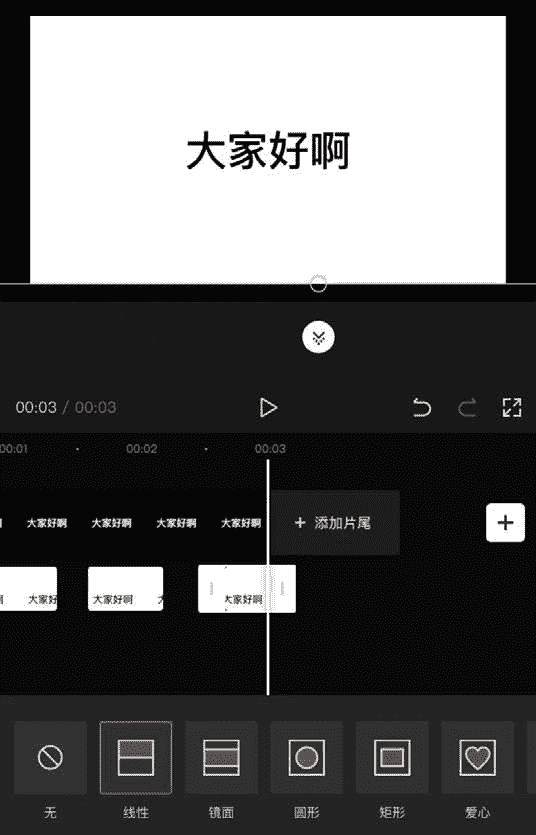 大家好啊
00:03 / 00:03
00:01 00:02 00:03
大家好啊 大家好啊 大家好啊 大家好啊
+ 添加片尾
大家好 大家好啊 大家好啊
无 线性 镜面 圆形 矩形 爱心